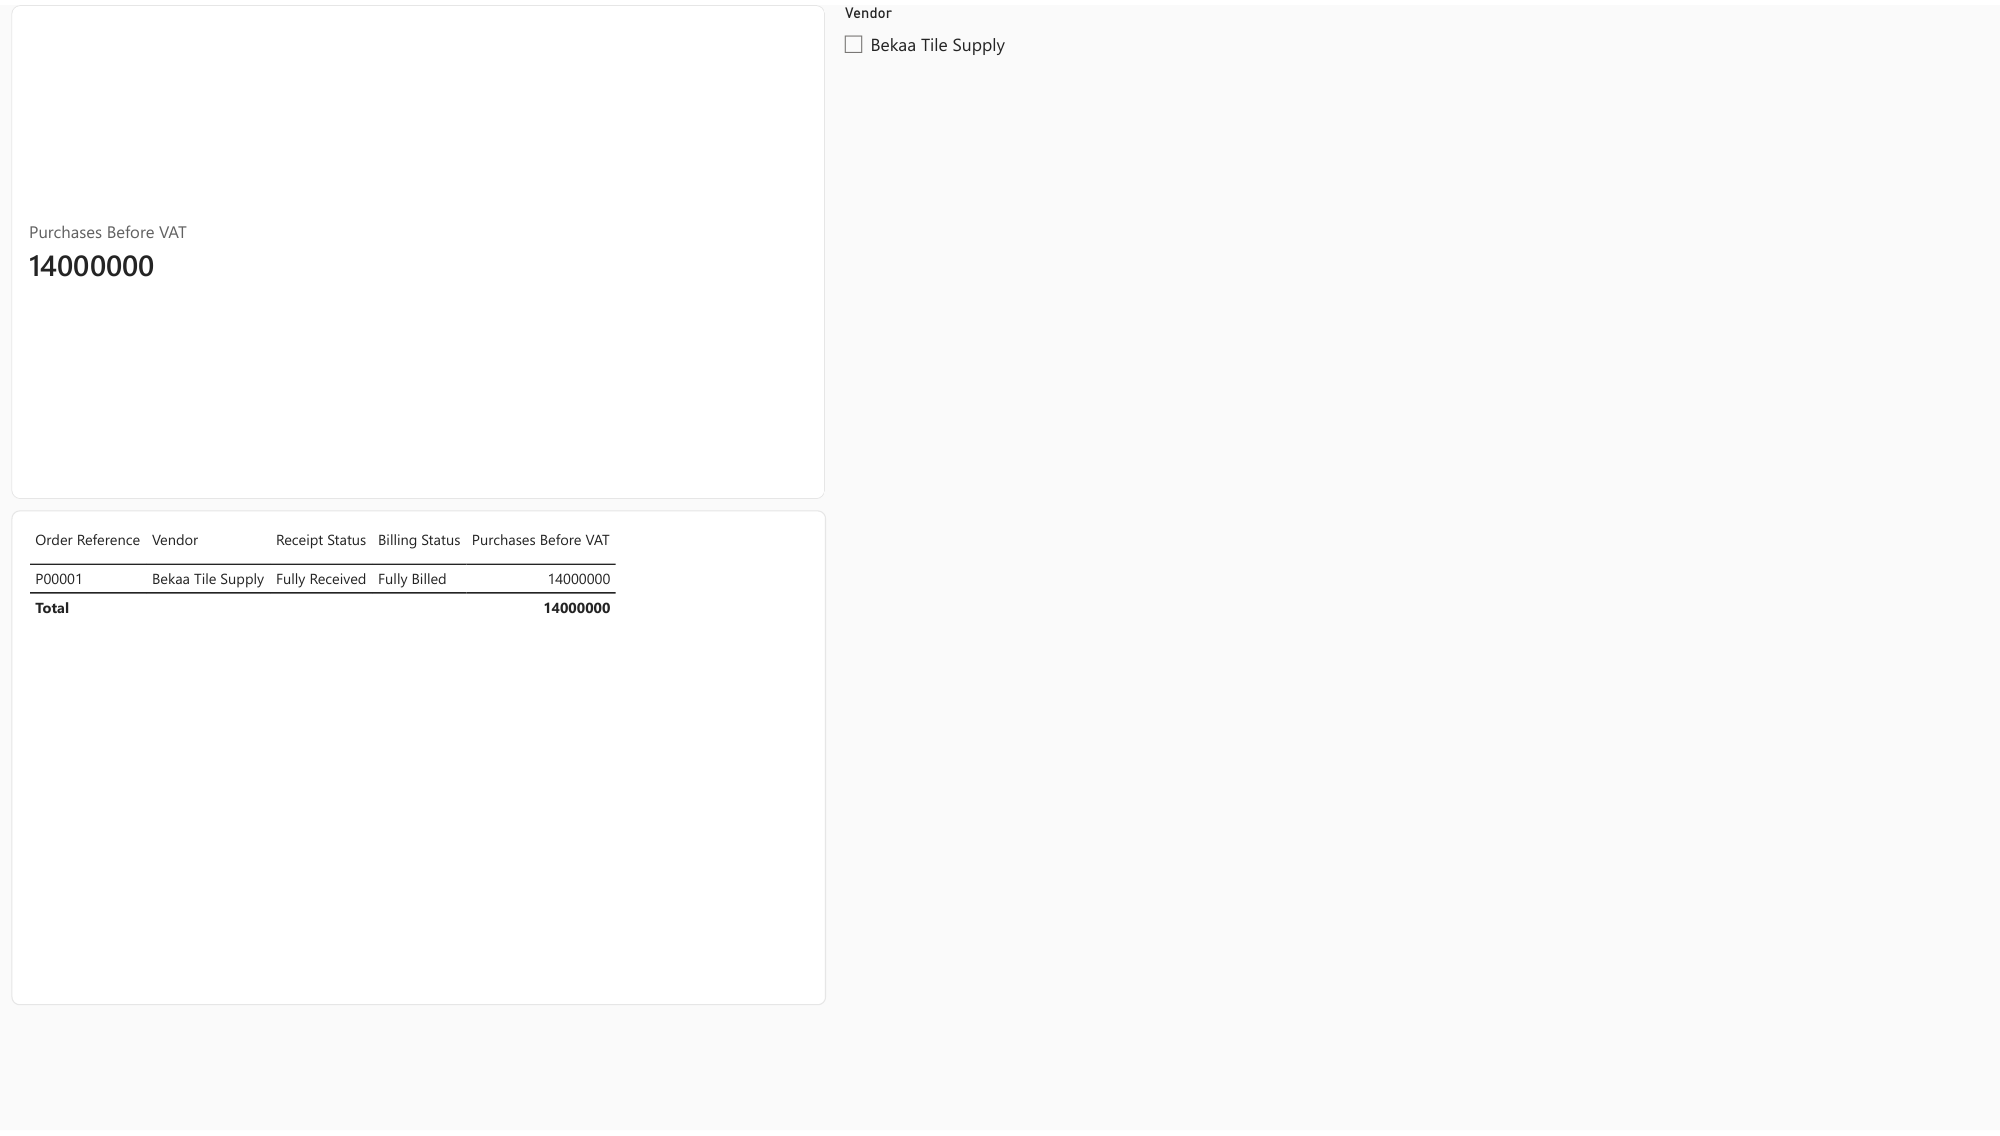 Vendor
Bekaa Tile Supply
Purchases Before VAT
14000000
Order Reference Vendor Receipt Status Billing Status Purchases Before VAT
P00001 Bekaa Tile Supply Fully Received Fully Billed 14000000
Total 14000000